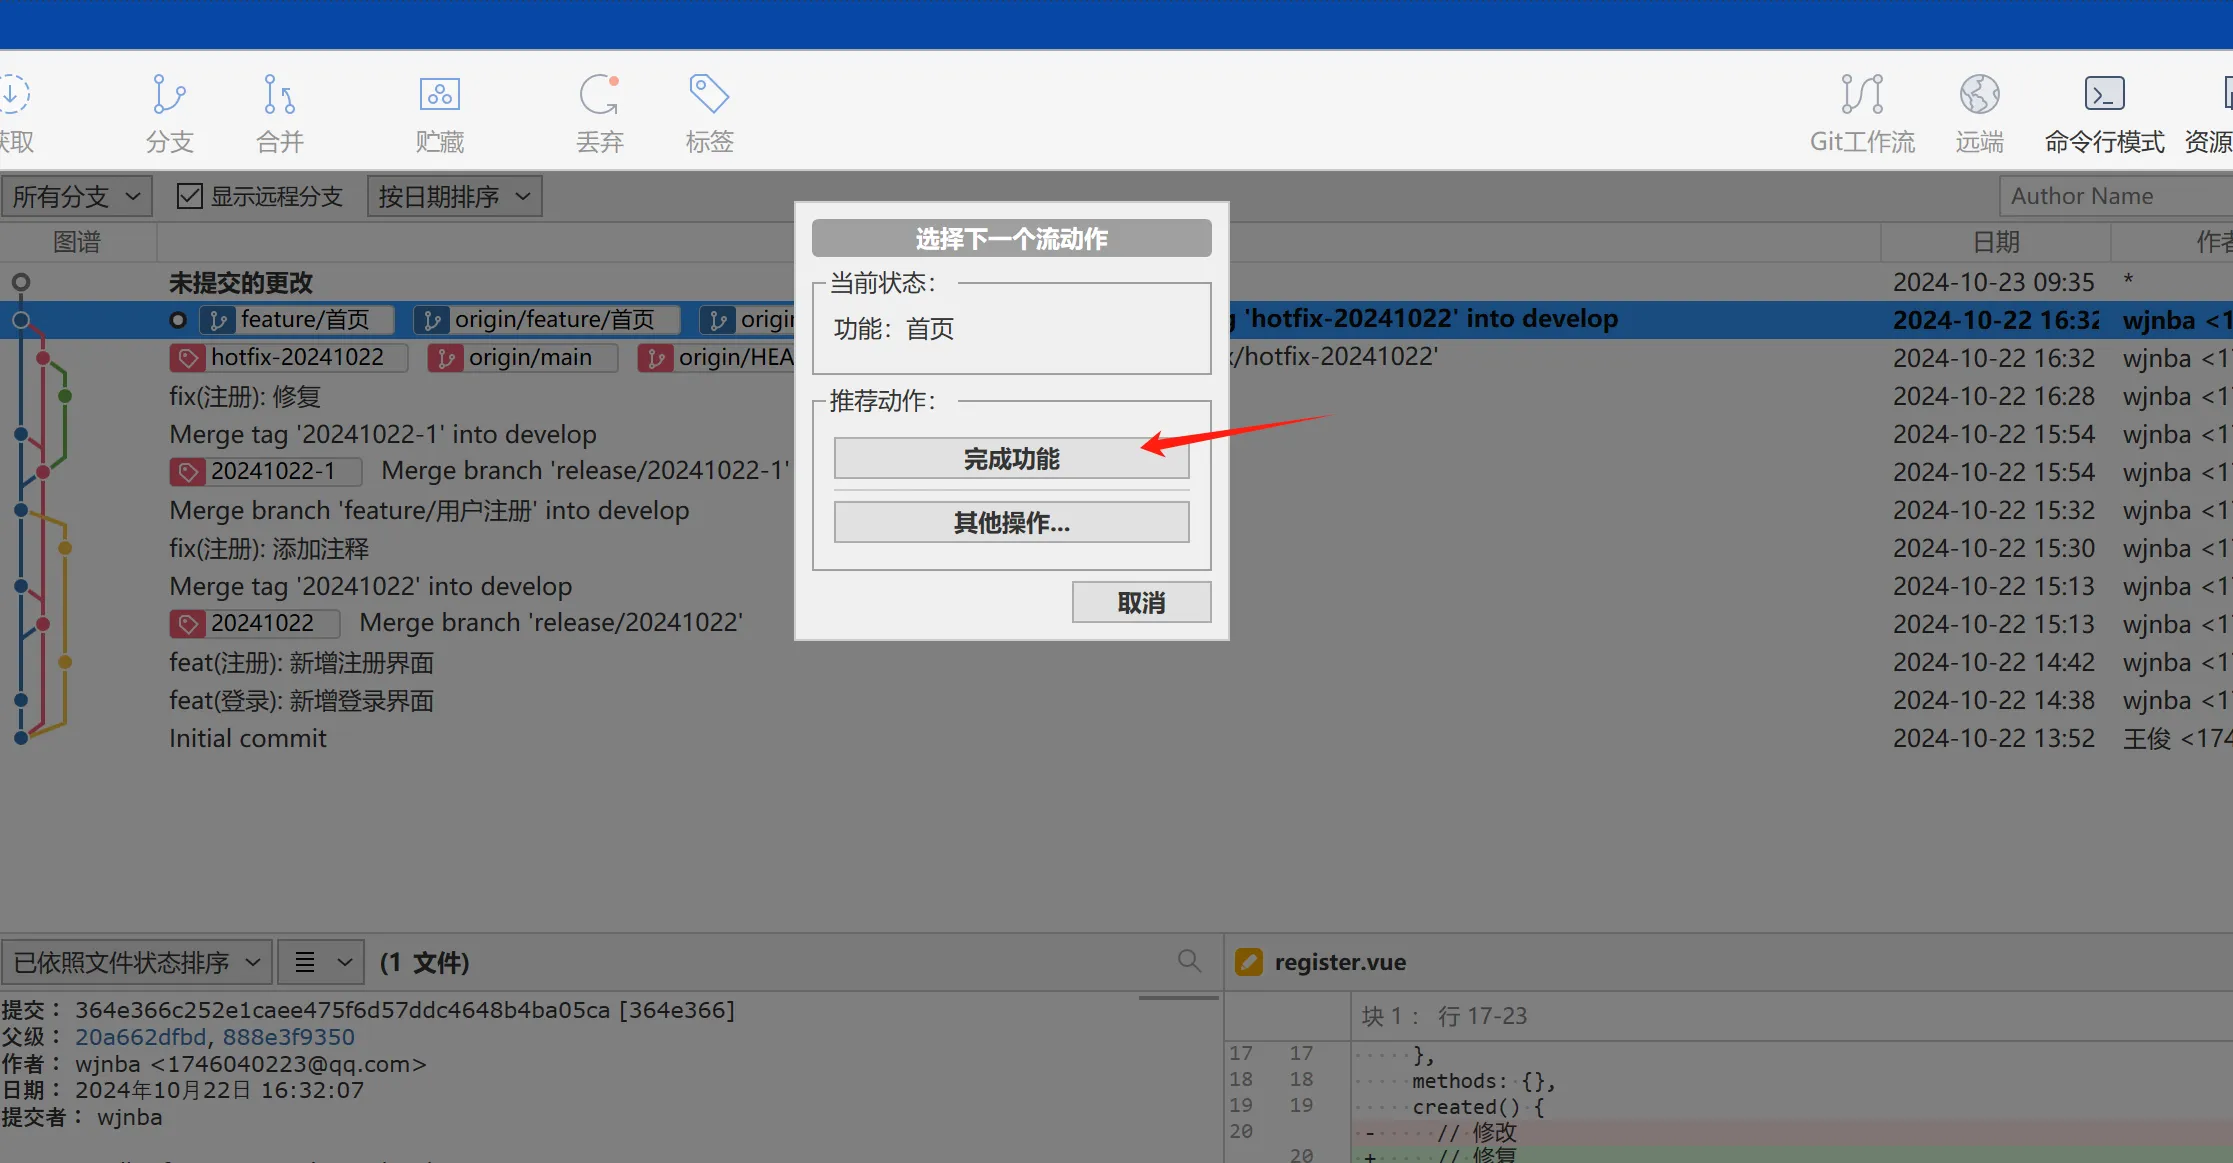 获取
分支
合并
贮藏
丢弃
标签
Git工作流
远端
命令行模式
资源
所有分支
显示远程分支
按日期排序
Author Name
图谱
日期
作者
未提交的更改
2024-10-23 09:35
*
feature/首页
origin/feature/首页
'hotfix-20241022' into develop
2024-10-22 16:32
wjnba <1
hotfix-20241022
origin/main
/hotfix-20241022'
2024-10-22 16:32
wjnba <1
fix(注册): 修复
2024-10-22 16:28
wjnba <1
Merge tag '20241022-1' into develop
2024-10-22 15:54
wjnba <1
20241022-1
Merge branch 'release/20241022-1'
2024-10-22 15:54
wjnba <1
Merge branch 'feature/用户注册' into develop
2024-10-22 15:32
wjnba <1
fix(注册): 添加注释
2024-10-22 15:30
wjnba <1
Merge tag '20241022' into develop
2024-10-22 15:13
wjnba <1
20241022
Merge branch 'release/20241022'
2024-10-22 15:13
wjnba <1
feat(注册): 新增注册界面
2024-10-22 14:42
wjnba <1
feat(登录): 新增登录界面
2024-10-22 14:38
wjnba <1
Initial commit
2024-10-22 13:52
王俊 <174
选择下一个流动作
当前状态：
功能：首页
推荐动作：
完成功能
其他操作...
取消
已依照文件状态排序
(1 文件)
提交： 364e366c252e1caee475f6d57ddc4648b4ba05ca [364e366]
父级： 20a662dfbd, 888e3f9350
作者： wjnba <1746040223@qq.com>
日期： 2024年10月22日 16:32:07
提交者： wjnba
register.vue
块 1： 行 17-23
17 17 },
18 18 methods: {},
19 19 created() {
20 - // 修改
20 + // 修复